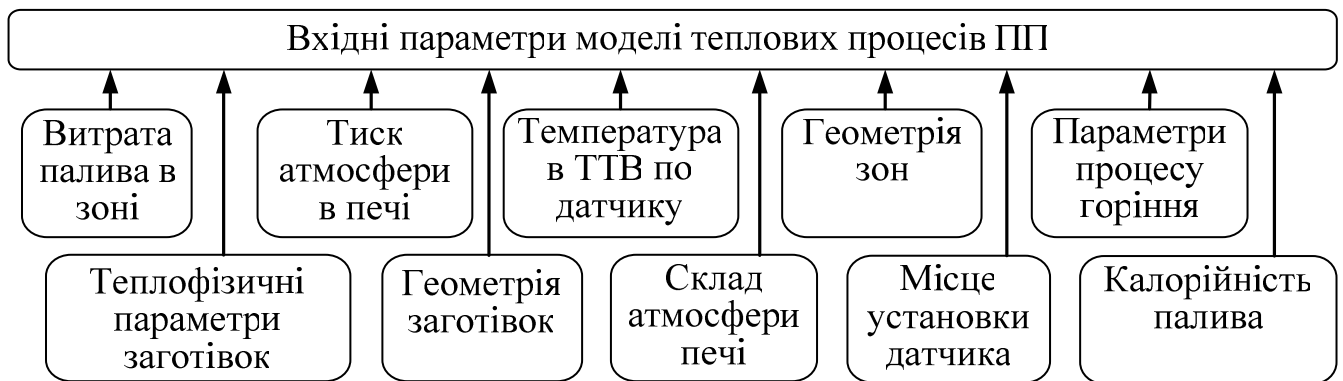 Вхідні параметри моделі теплових процесів ПП
Витрата
палива в
зоні
Тиск
атмосфери
в печі
Температура
в ТТВ по
датчику
Геометрія
зон
Параметри
процесу
горіння
Теплофізичні
параметри
заготівок
Геометрія
заготівок
Склад
атмосфери
печі
Місце
установки
датчика
Калорійність
палива